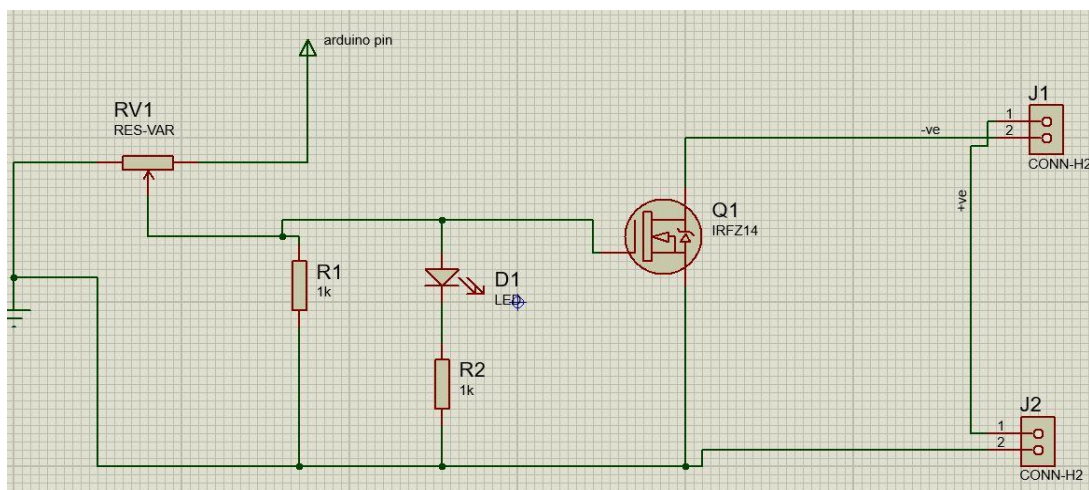 arduino pin
RV1
RES-VAR
J1
1
2
-ve
CONN-H2
+ve
Q1
IRFZ14
R1
1k
D1
LED
R2
1k
J2
1
2
CONN-H2